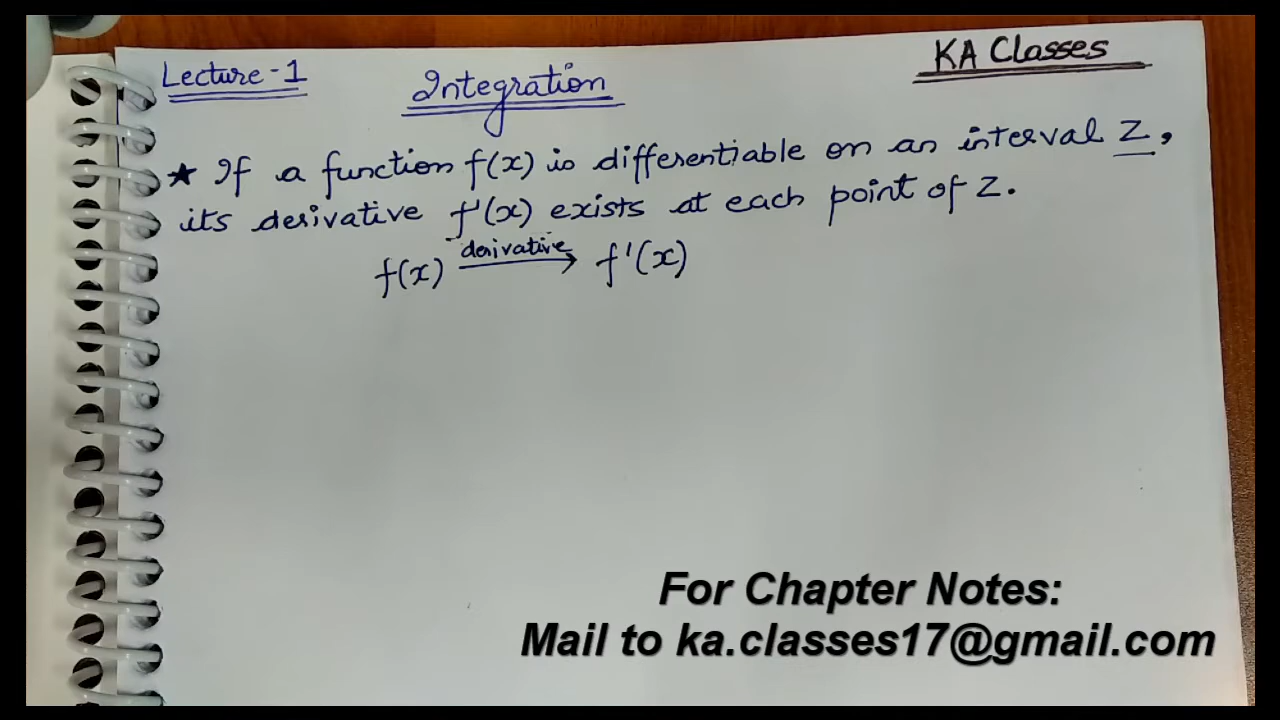 Lecture-1
Integration
KA Classes
★ If a function f(x) is differentiable on an interval Z,
its derivative f'(x) exists at each point of Z.
f(x) derivative→ f'(x)
For Chapter Notes:
Mail to ka.classes17@gmail.com